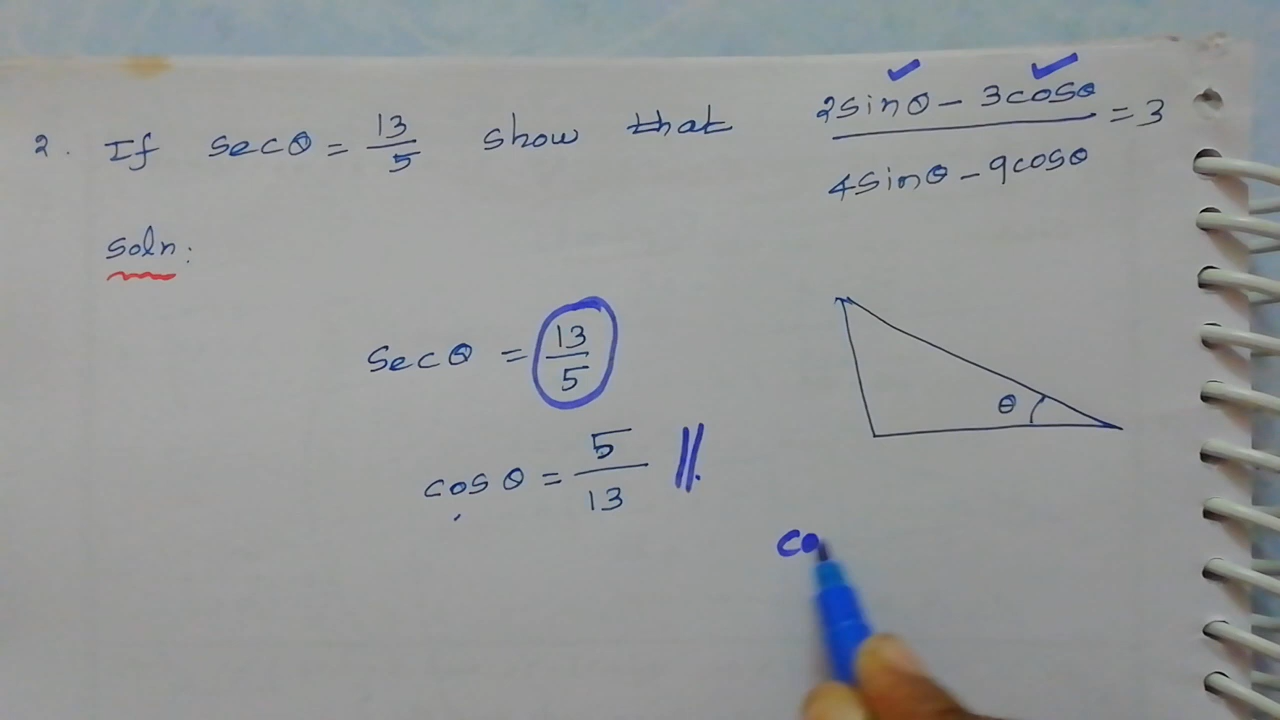 2. If secθ = 13/5 show that (2sinθ - 3cosθ)/(4sinθ - 9cosθ) = 3
Soln:
secθ = 13/5
θ
cosθ = 5/13 //.
co